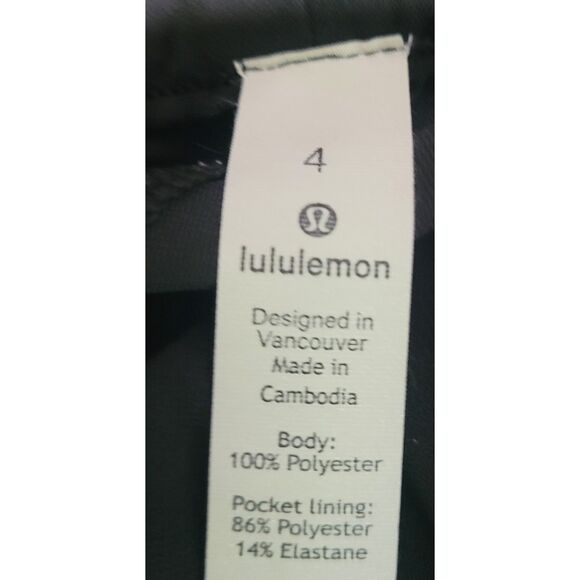 4
lululemon
Designed in
Vancouver
Made in
Cambodia
Body:
100% Polyester
Pocket lining:
86% Polyester
14% Elastane